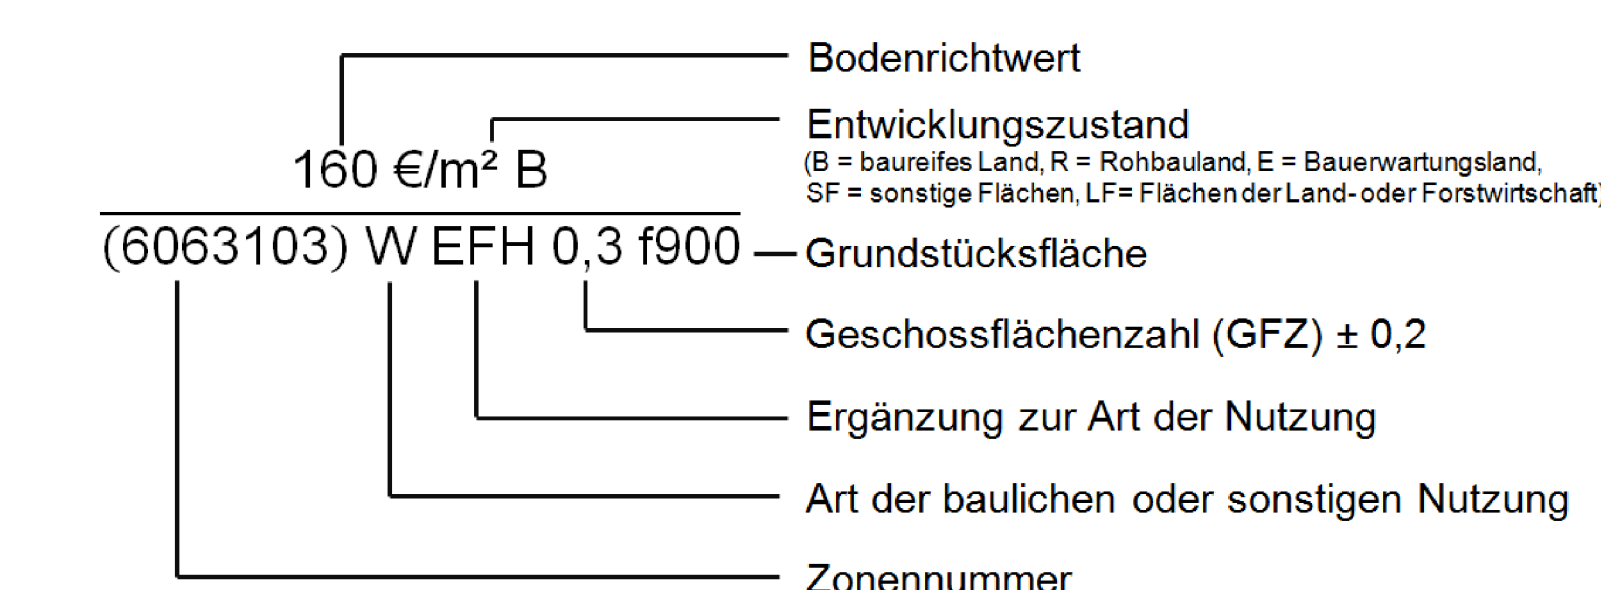 Bodenrichtwert
Entwicklungszustand
160 €/m² B
(B = baureifes Land, R = Rohbauland, E = Bauerwartungsland,
SF = sonstige Flächen, LF= Flächen der Land- oder Forstwirtschaft)
(6063103) W EFH 0,3 f900
Grundstücksfläche
Geschossflächenzahl (GFZ) ± 0,2
Ergänzung zur Art der Nutzung
Art der baulichen oder sonstigen Nutzung
Zonennummer